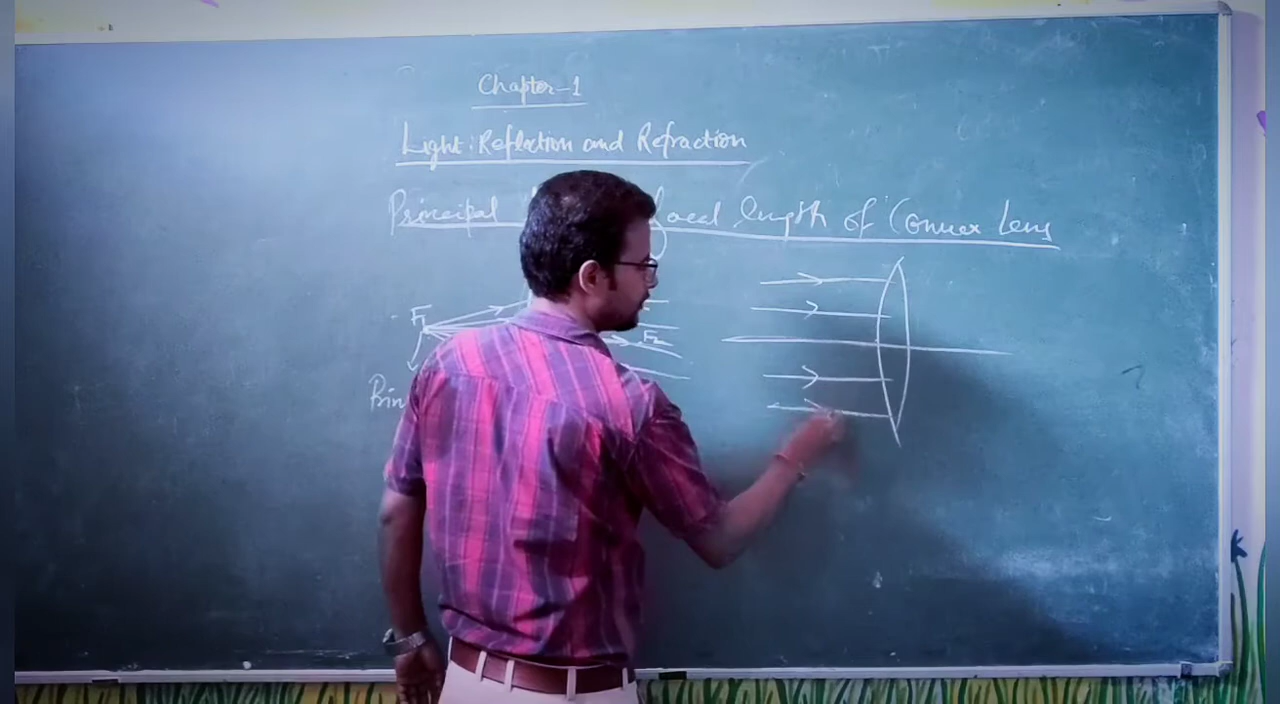 Chapter-1
Light: Reflection and Refraction
Principal focal length of Convex Lens
F₁
F₂